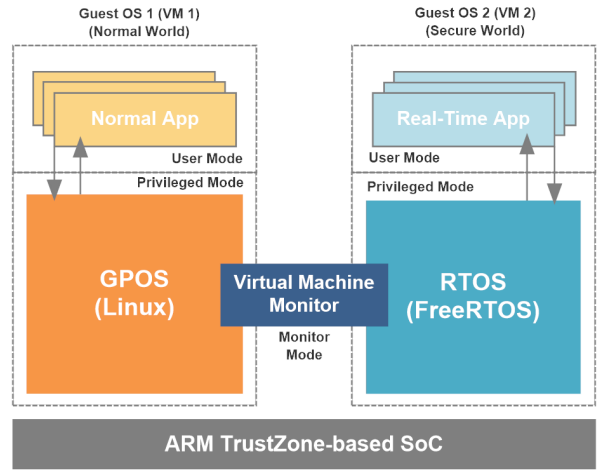 Guest OS 1 (VM 1)
(Normal World)
Normal App
User Mode
Privileged Mode
GPOS
(Linux)
Virtual Machine
Monitor
Monitor
Mode
Guest OS 2 (VM 2)
(Secure World)
Real-Time App
User Mode
Privileged Mode
RTOS
(FreeRTOS)
ARM TrustZone-based SoC